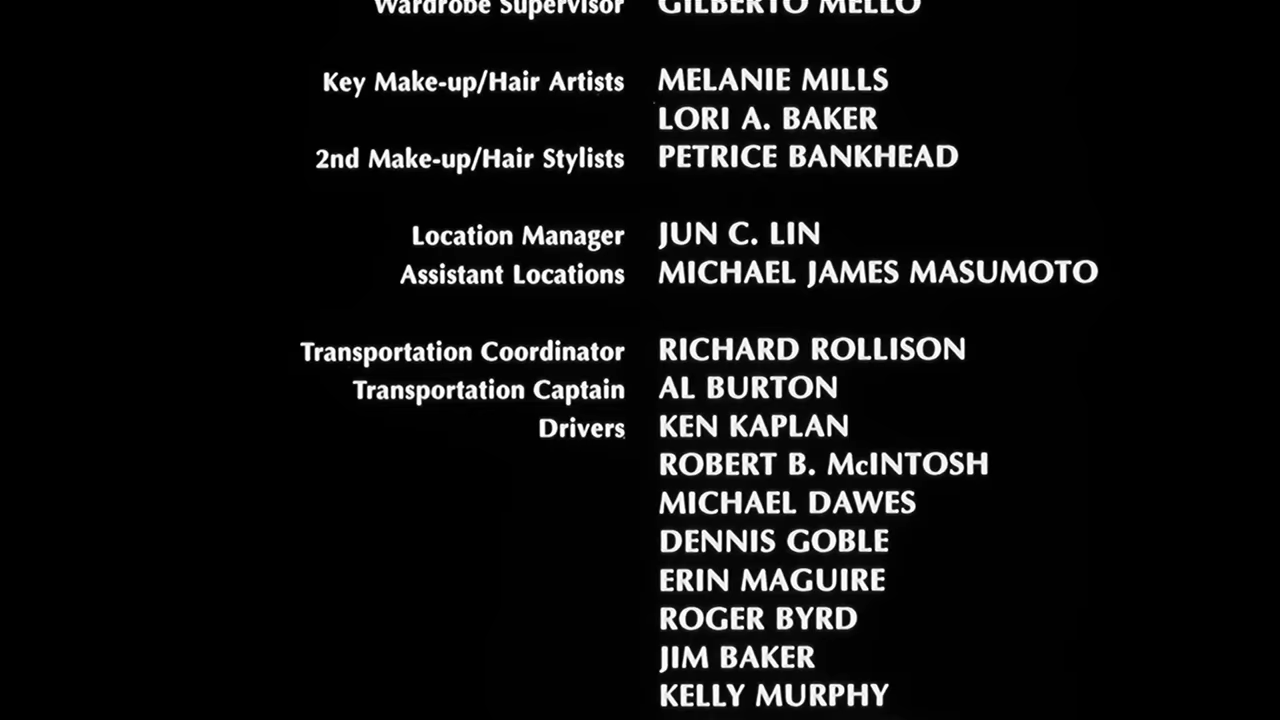 Wardrobe Supervisor GILBERTO MELLO
Key Make-up/Hair Artists MELANIE MILLS
LORI A. BAKER
2nd Make-up/Hair Stylists PETRICE BANKHEAD
Location Manager JUN C. LIN
Assistant Locations MICHAEL JAMES MASUMOTO
Transportation Coordinator RICHARD ROLLISON
Transportation Captain AL BURTON
Drivers KEN KAPLAN
ROBERT B. McINTOSH
MICHAEL DAWES
DENNIS GOBLE
ERIN MAGUIRE
ROGER BYRD
JIM BAKER
KELLY MURPHY